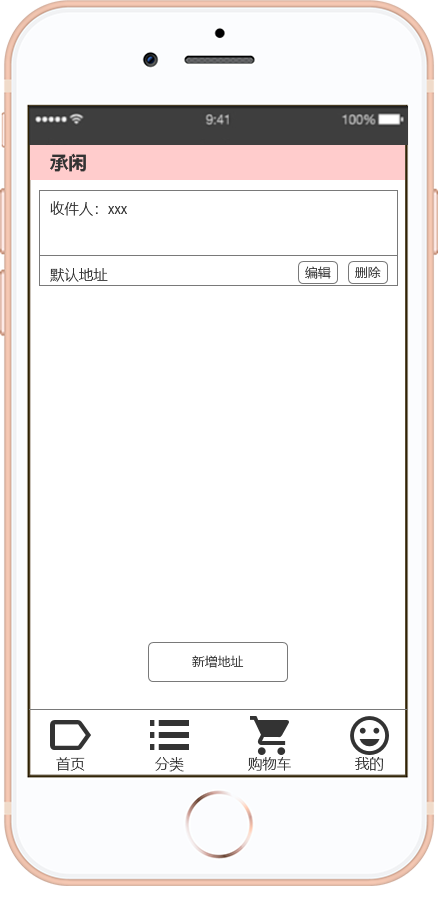 9:41 100%
承闲
收件人：xxx
默认地址 编辑 删除
新增地址
首页 分类 购物车 我的